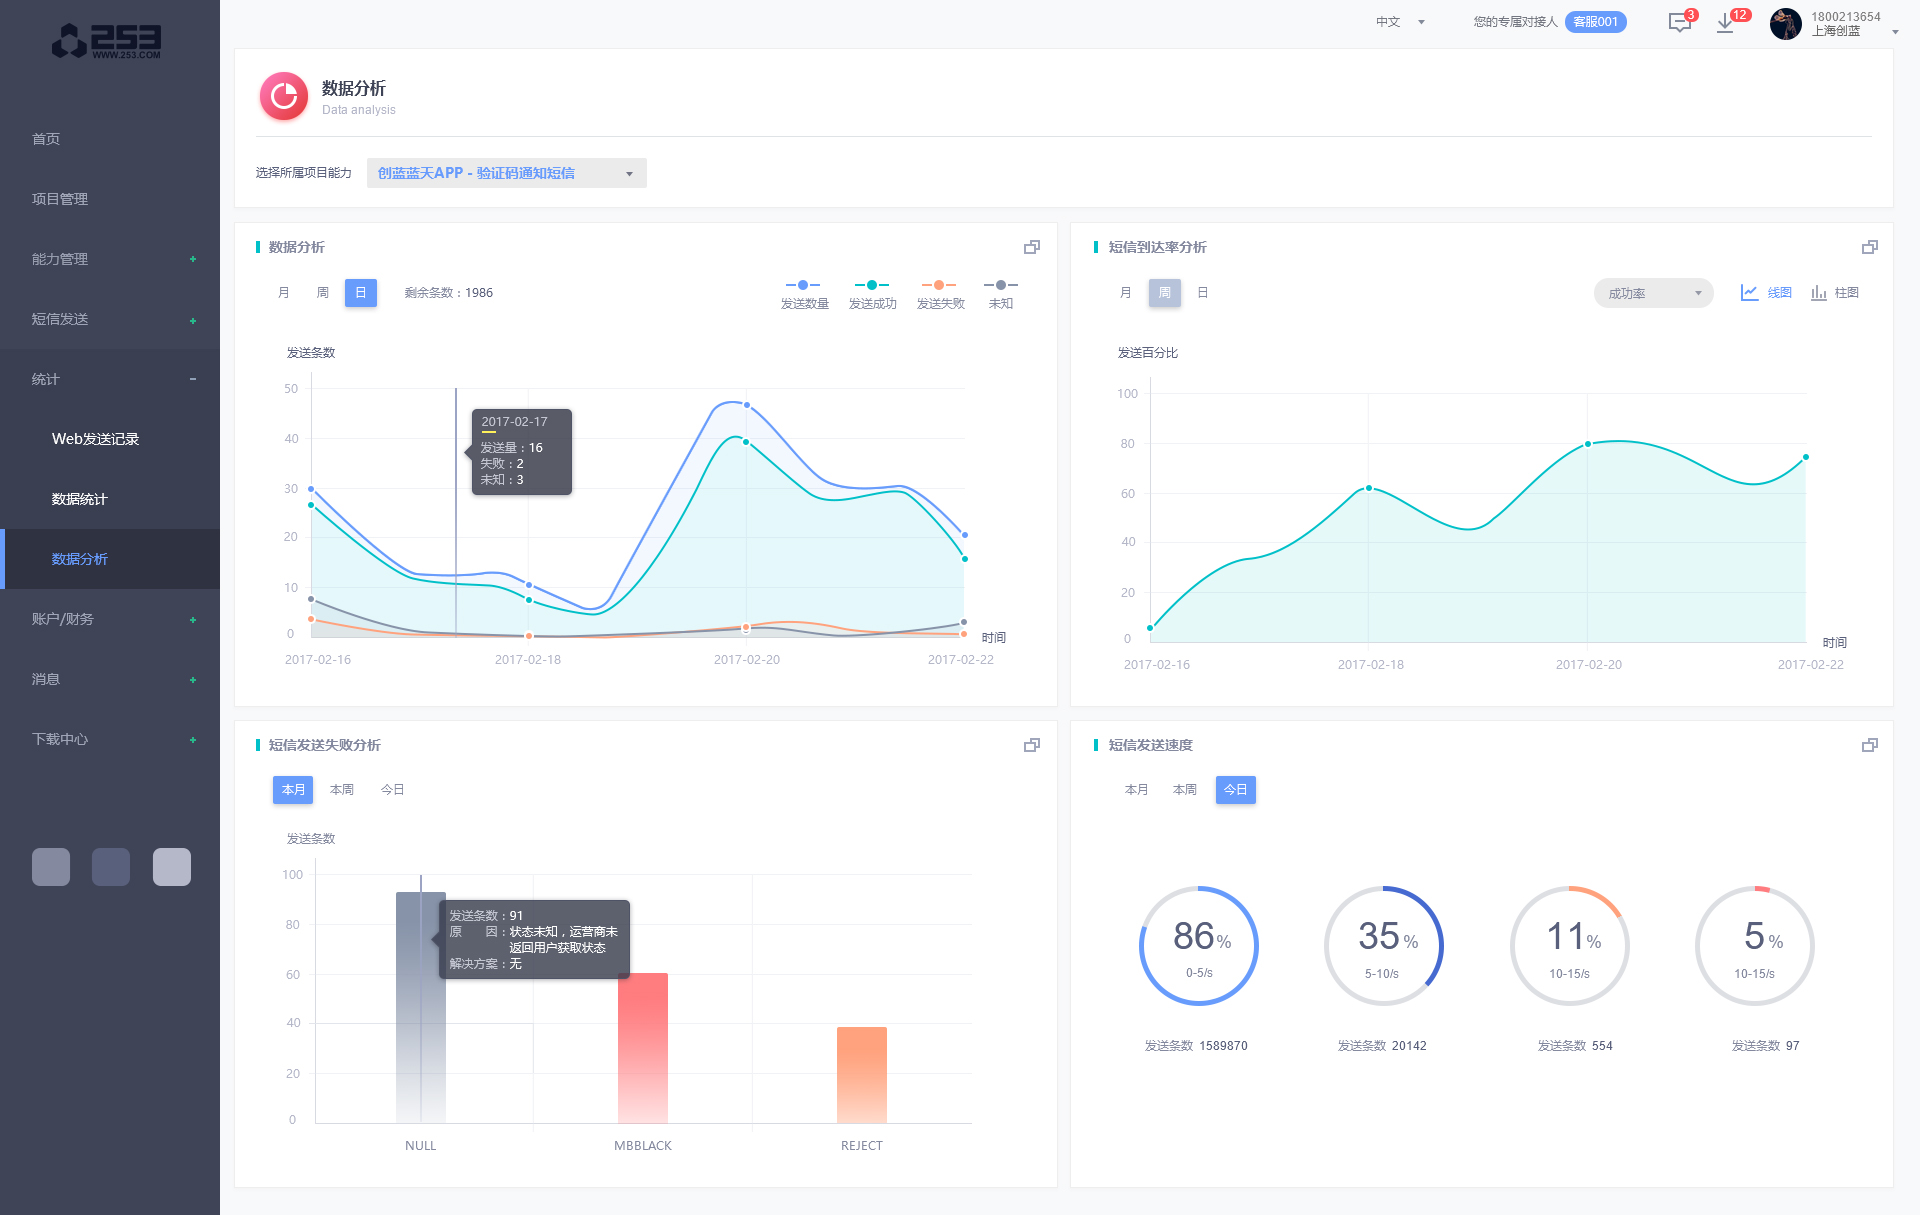 253
WWW.253.COM
首页
项目管理
能力管理 +
短信发送 +
统计 −
Web发送记录
数据统计
数据分析
账户/财务 +
消息 +
下载中心 +
中文
您的专属对接人 客服001
3
12
1800213654
上海创蓝
数据分析
Data analysis
选择所属项目能力 创蓝蓝天APP - 验证码通知短信
数据分析
月 周 日 剩余条数：1986
发送数量 发送成功 发送失败 未知
发送条数
50
40
30
20
10
0
2017-02-17
发送量：16
失败：2
未知：3
时间
2017-02-16 2017-02-18 2017-02-20 2017-02-22
短信到达率分析
月 周 日
成功率 线图 柱图
发送百分比
100
80
60
40
20
0
时间
2017-02-16 2017-02-18 2017-02-20 2017-02-22
短信发送失败分析
本月 本周 今日
发送条数
100
80
60
40
20
0
发送条数：91
原 因：状态未知，运营商未
返回用户获取状态
解决方案：无
NULL MBBLACK REJECT
短信发送速度
本月 本周 今日
86% 35% 11% 5%
0-5/s 5-10/s 10-15/s 10-15/s
发送条数 1589870 发送条数 20142 发送条数 554 发送条数 97